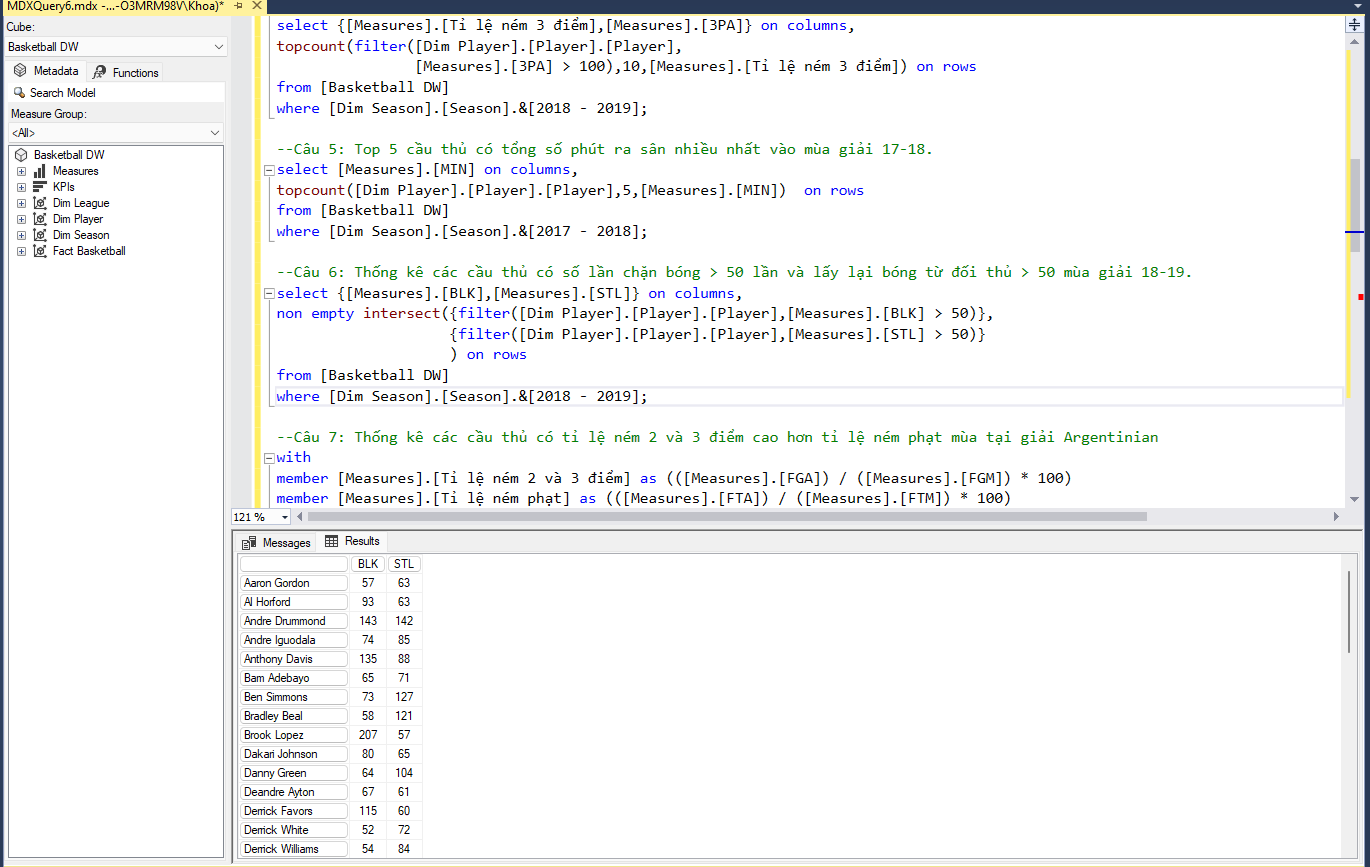 MDXQuery6.mdx -...-O3MRM98V\Khoa)*
Cube:
Basketball DW
Metadata
Functions
Search Model
Measure Group:
<All>
Basketball DW
Measures
KPIs
Dim League
Dim Player
Dim Season
Fact Basketball
select {[Measures].[Tỉ lệ ném 3 điểm],[Measures].[3PA]} on columns,
topcount(filter([Dim Player].[Player].[Player],
[Measures].[3PA] > 100),10,[Measures].[Tỉ lệ ném 3 điểm]) on rows
from [Basketball DW]
where [Dim Season].[Season].&[2018 - 2019];
--Câu 5: Top 5 cầu thủ có tổng số phút ra sân nhiều nhất vào mùa giải 17-18.
select [Measures].[MIN] on columns,
topcount([Dim Player].[Player].[Player],5,[Measures].[MIN])  on rows
from [Basketball DW]
where [Dim Season].[Season].&[2017 - 2018];
--Câu 6: Thống kê các cầu thủ có số lần chặn bóng > 50 lần và lấy lại bóng từ đối thủ > 50 mùa giải 18-19.
select {[Measures].[BLK],[Measures].[STL]} on columns,
non empty intersect({filter([Dim Player].[Player].[Player],[Measures].[BLK] > 50)},
{filter([Dim Player].[Player].[Player],[Measures].[STL] > 50)}
) on rows
from [Basketball DW]
where [Dim Season].[Season].&[2018 - 2019];
--Câu 7: Thống kê các cầu thủ có tỉ lệ ném 2 và 3 điểm cao hơn tỉ lệ ném phạt mùa tại giải Argentinian
with
member [Measures].[Tỉ lệ ném 2 và 3 điểm] as (([Measures].[FGA]) / ([Measures].[FGM]) * 100)
member [Measures].[Tỉ lệ ném phạt] as (([Measures].[FTA]) / ([Measures].[FTM]) * 100)
121 %
Messages
Results
BLK STL
Aaron Gordon 57 63
Al Horford 93 63
Andre Drummond 143 142
Andre Iguodala 74 85
Anthony Davis 135 88
Bam Adebayo 65 71
Ben Simmons 73 127
Bradley Beal 58 121
Brook Lopez 207 57
Dakari Johnson 80 65
Danny Green 64 104
Deandre Ayton 67 61
Derrick Favors 115 60
Derrick White 52 72
Derrick Williams 54 84